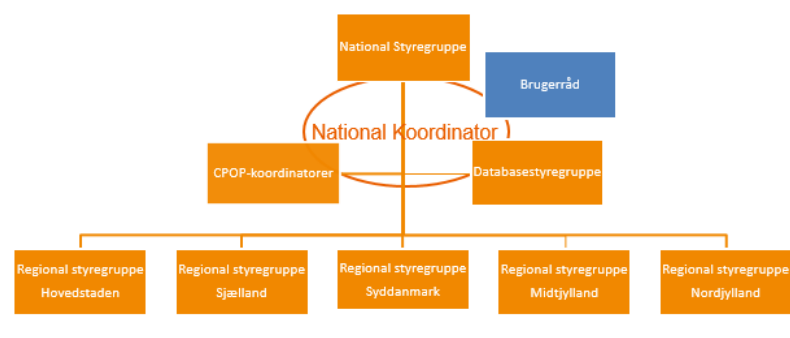 National Styregruppe
Brugerråd
National Koordinator
CPOP-koordinatorer
Databasestyregruppe
Regional styregruppe
Hovedstaden
Regional styregruppe
Sjælland
Regional styregruppe
Syddanmark
Regional styregruppe
Midtjylland
Regional styregruppe
Nordjylland